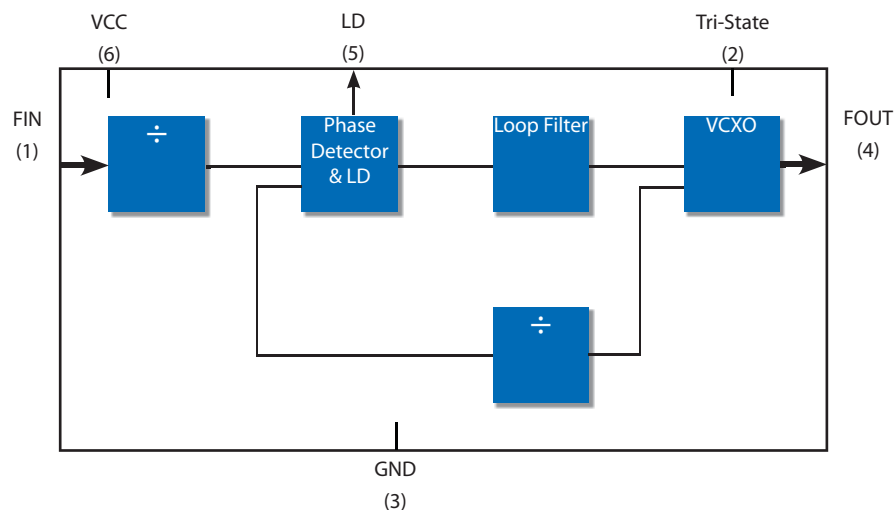 VCC
(6)
LD
(5)
Tri-State
(2)
FIN
(1)
÷
Phase
Detector
& LD
Loop Filter
VCXO
FOUT
(4)
÷
GND
(3)